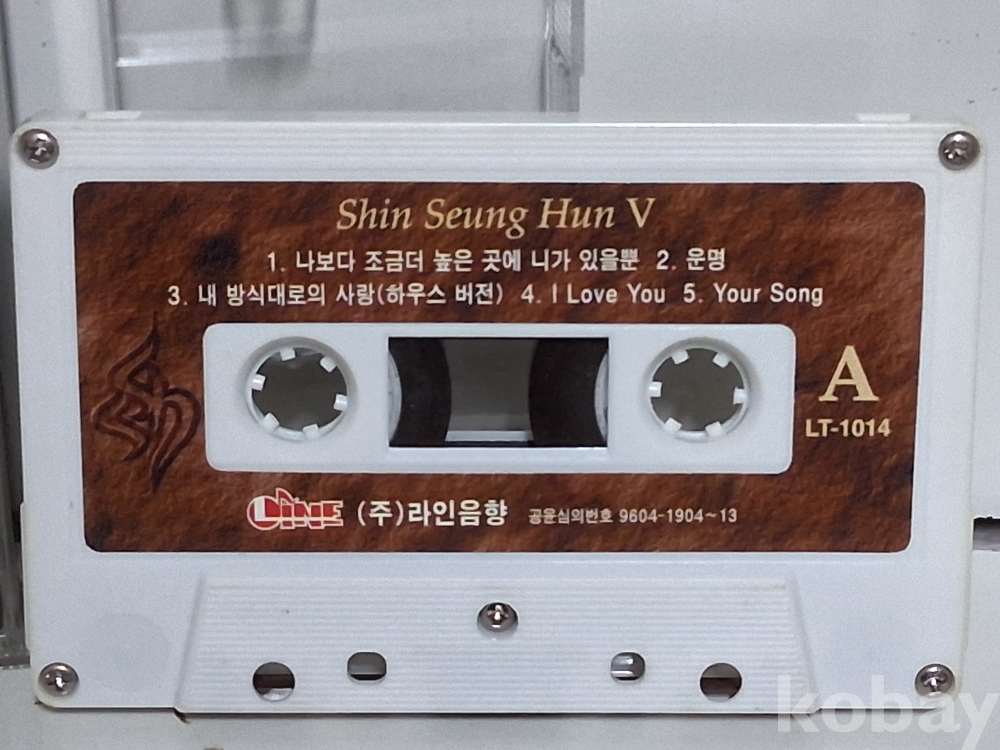 Shin Seung Hun V
1. 나보다 조금더 높은 곳에 니가 있을뿐 2. 운명
3. 내 방식대로의 사랑(하우스 버전) 4. I Love You 5. Your Song
A
LT-1014
LINE (주)라인음향 공윤심의번호 9604-1904~13
kobay